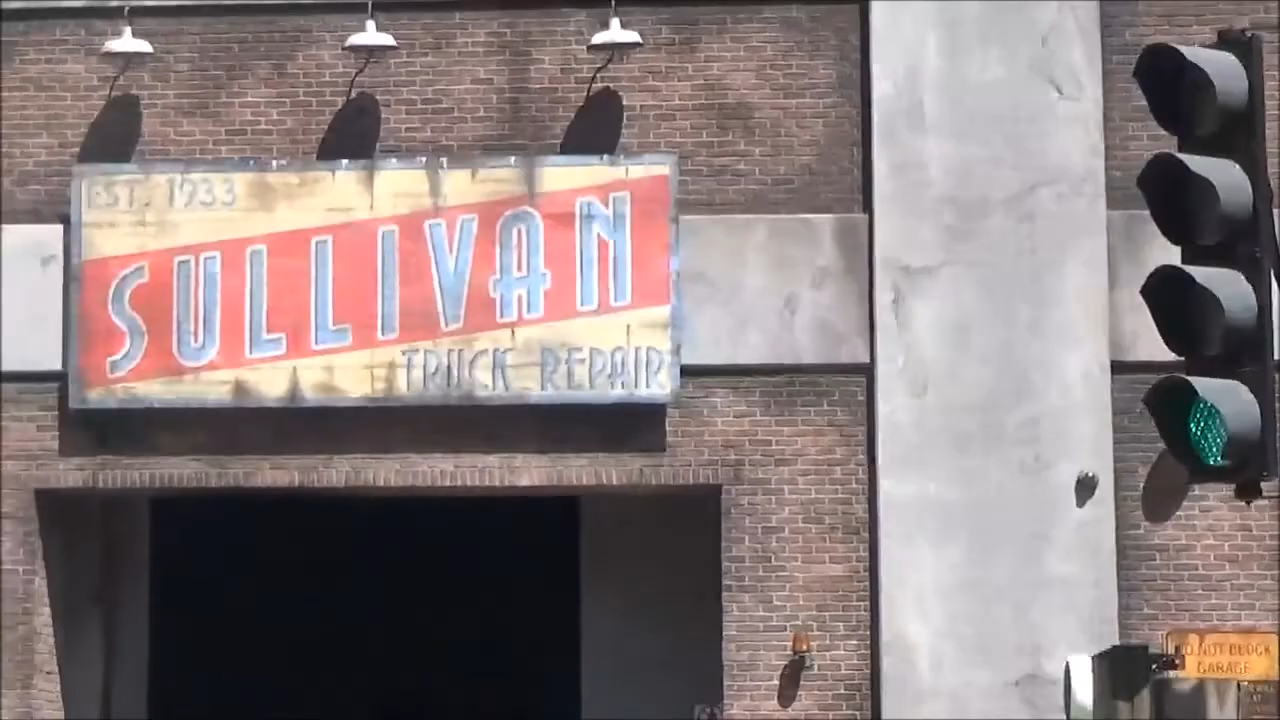 EST. 1933
SULLIVAN
TRUCK REPAIR
DO NOT BLOCK
GARAGE